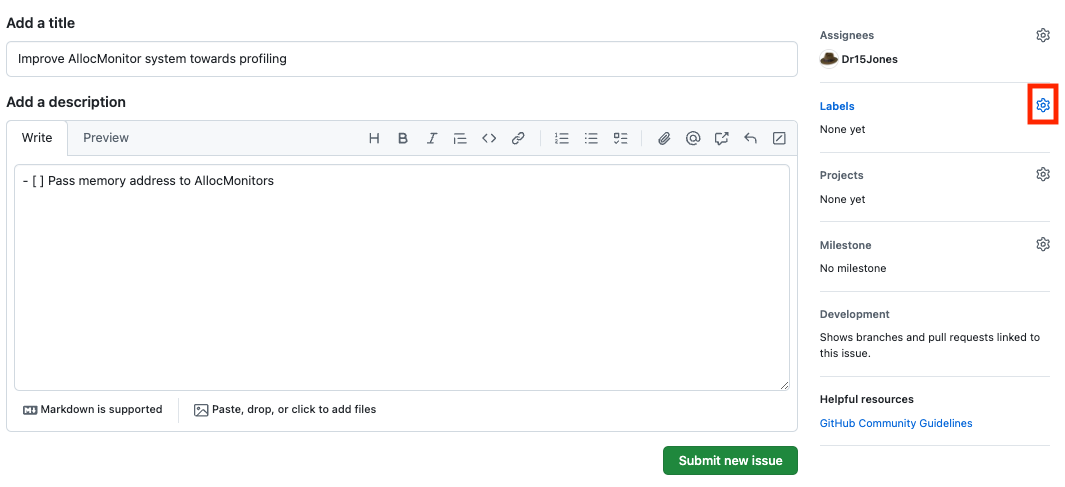 Add a title
Improve AllocMonitor system towards profiling
Add a description
Write
Preview
- [ ] Pass memory address to AllocMonitors
Markdown is supported
Paste, drop, or click to add files
Submit new issue
Assignees
Dr15Jones
Labels
None yet
Projects
None yet
Milestone
No milestone
Development
Shows branches and pull requests linked to
this issue.
Helpful resources
GitHub Community Guidelines